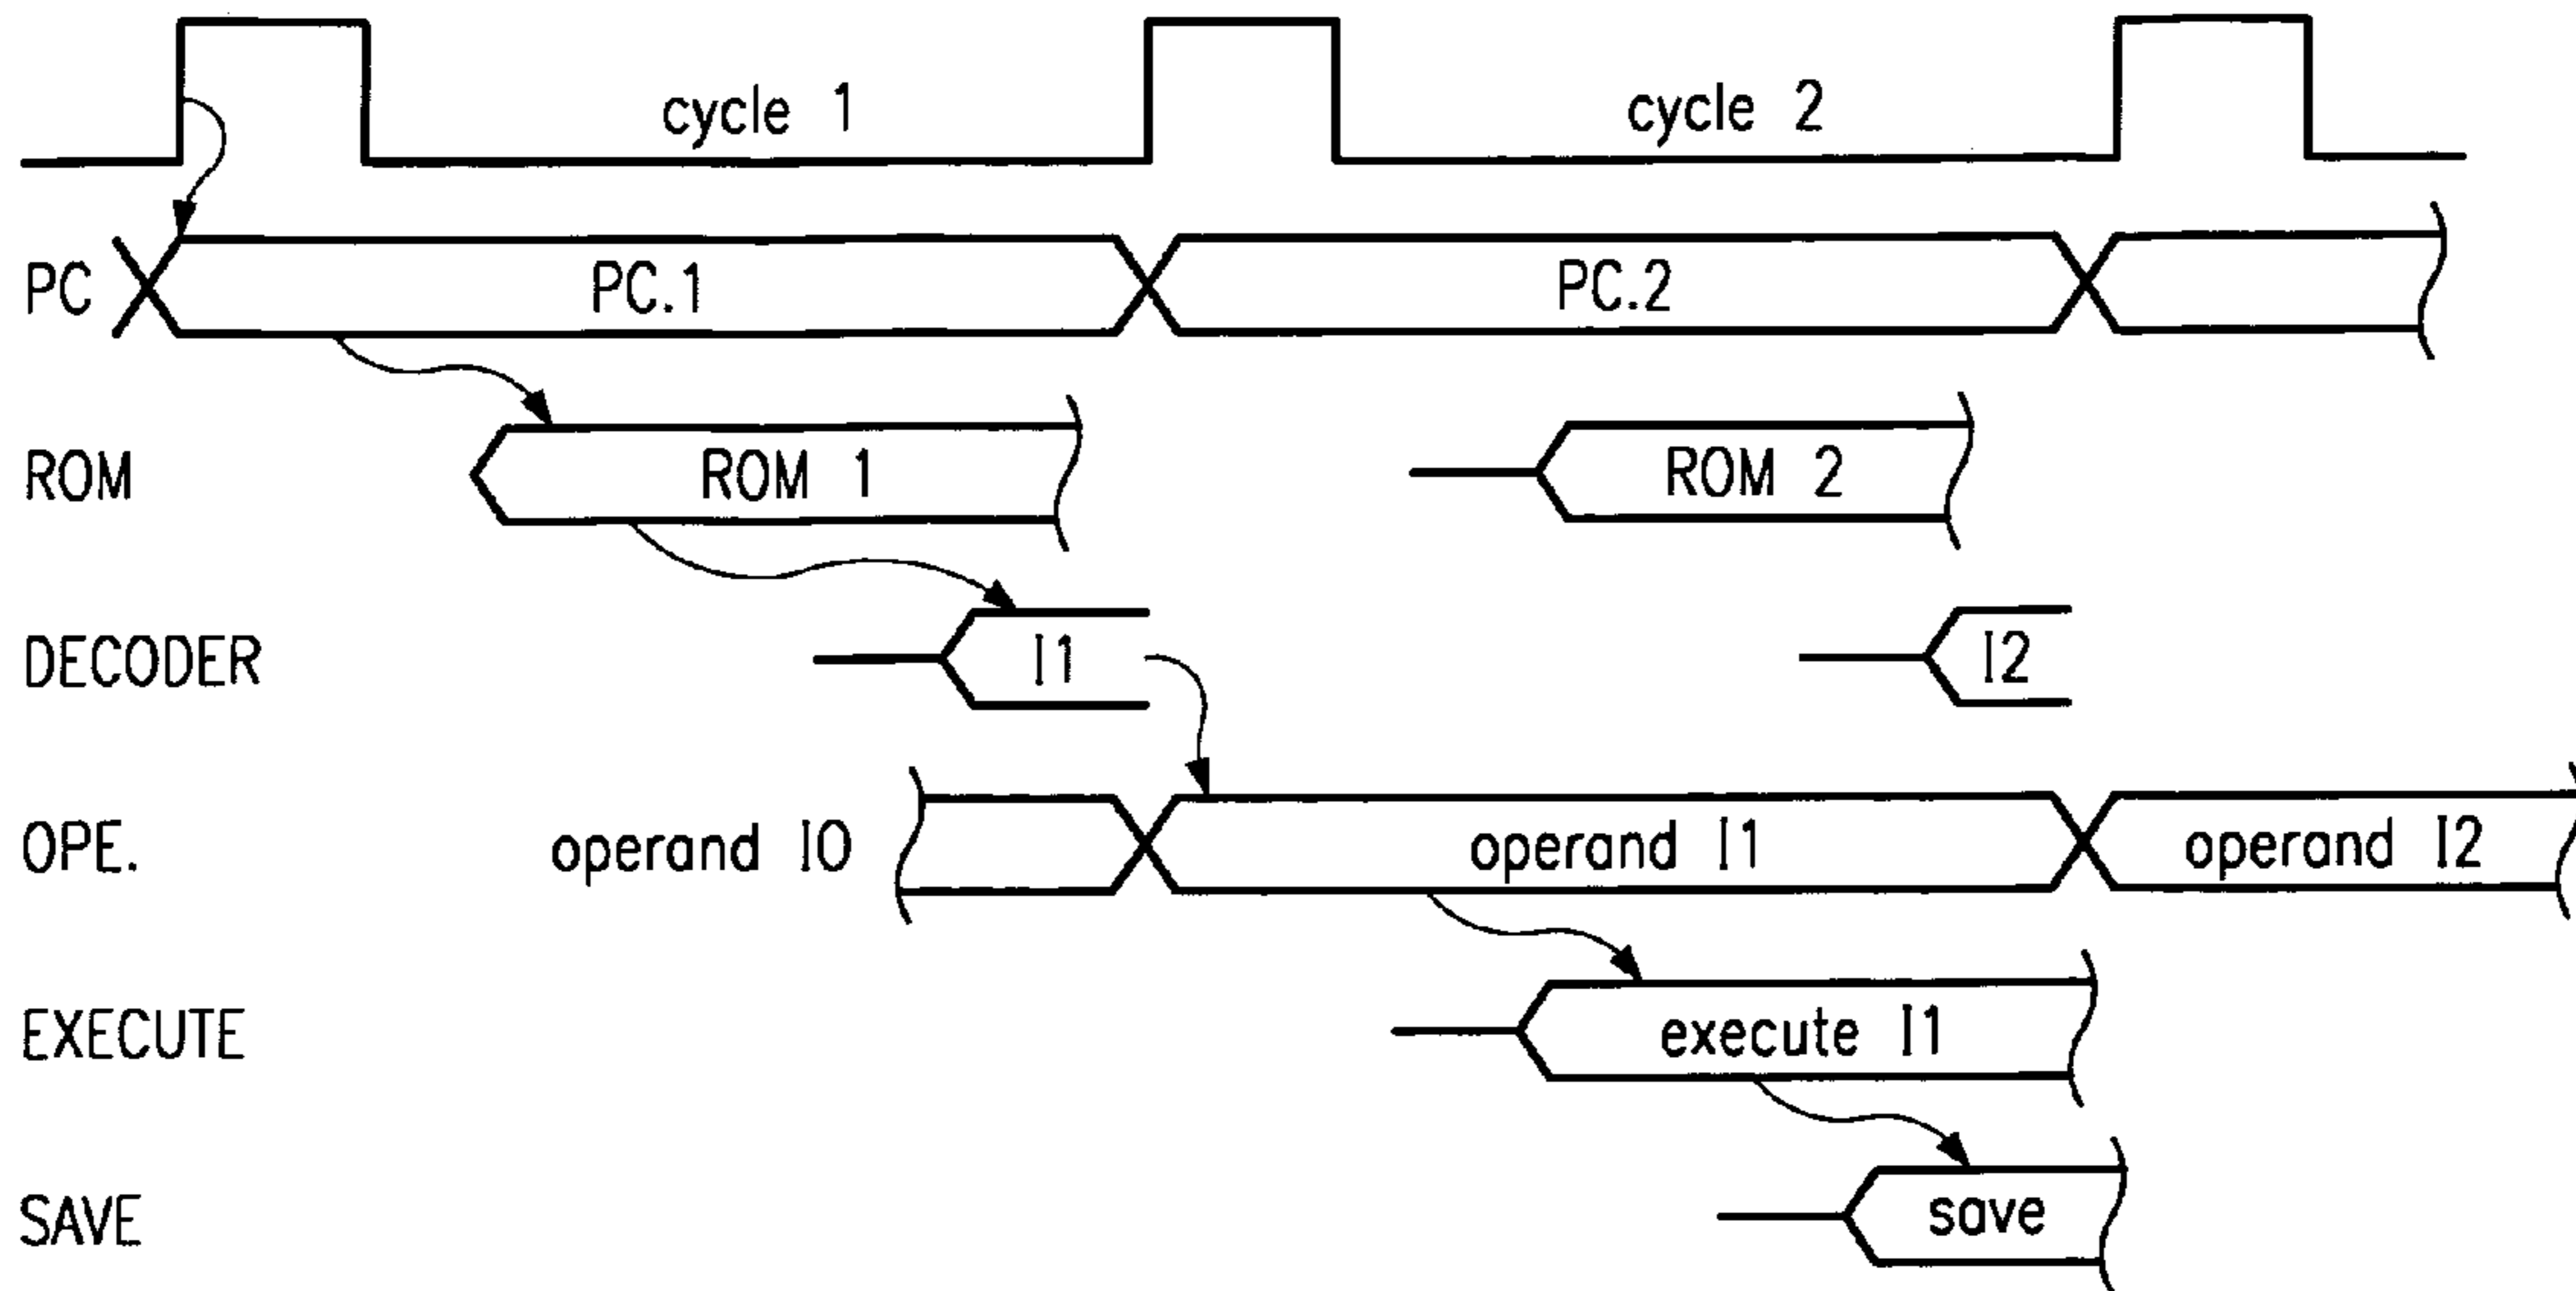 cycle 1 cycle 2
PC PC.1 PC.2
ROM ROM 1 ROM 2
DECODER I1 I2
OPE. operand I0 operand I1 operand I2
EXECUTE execute I1
SAVE save